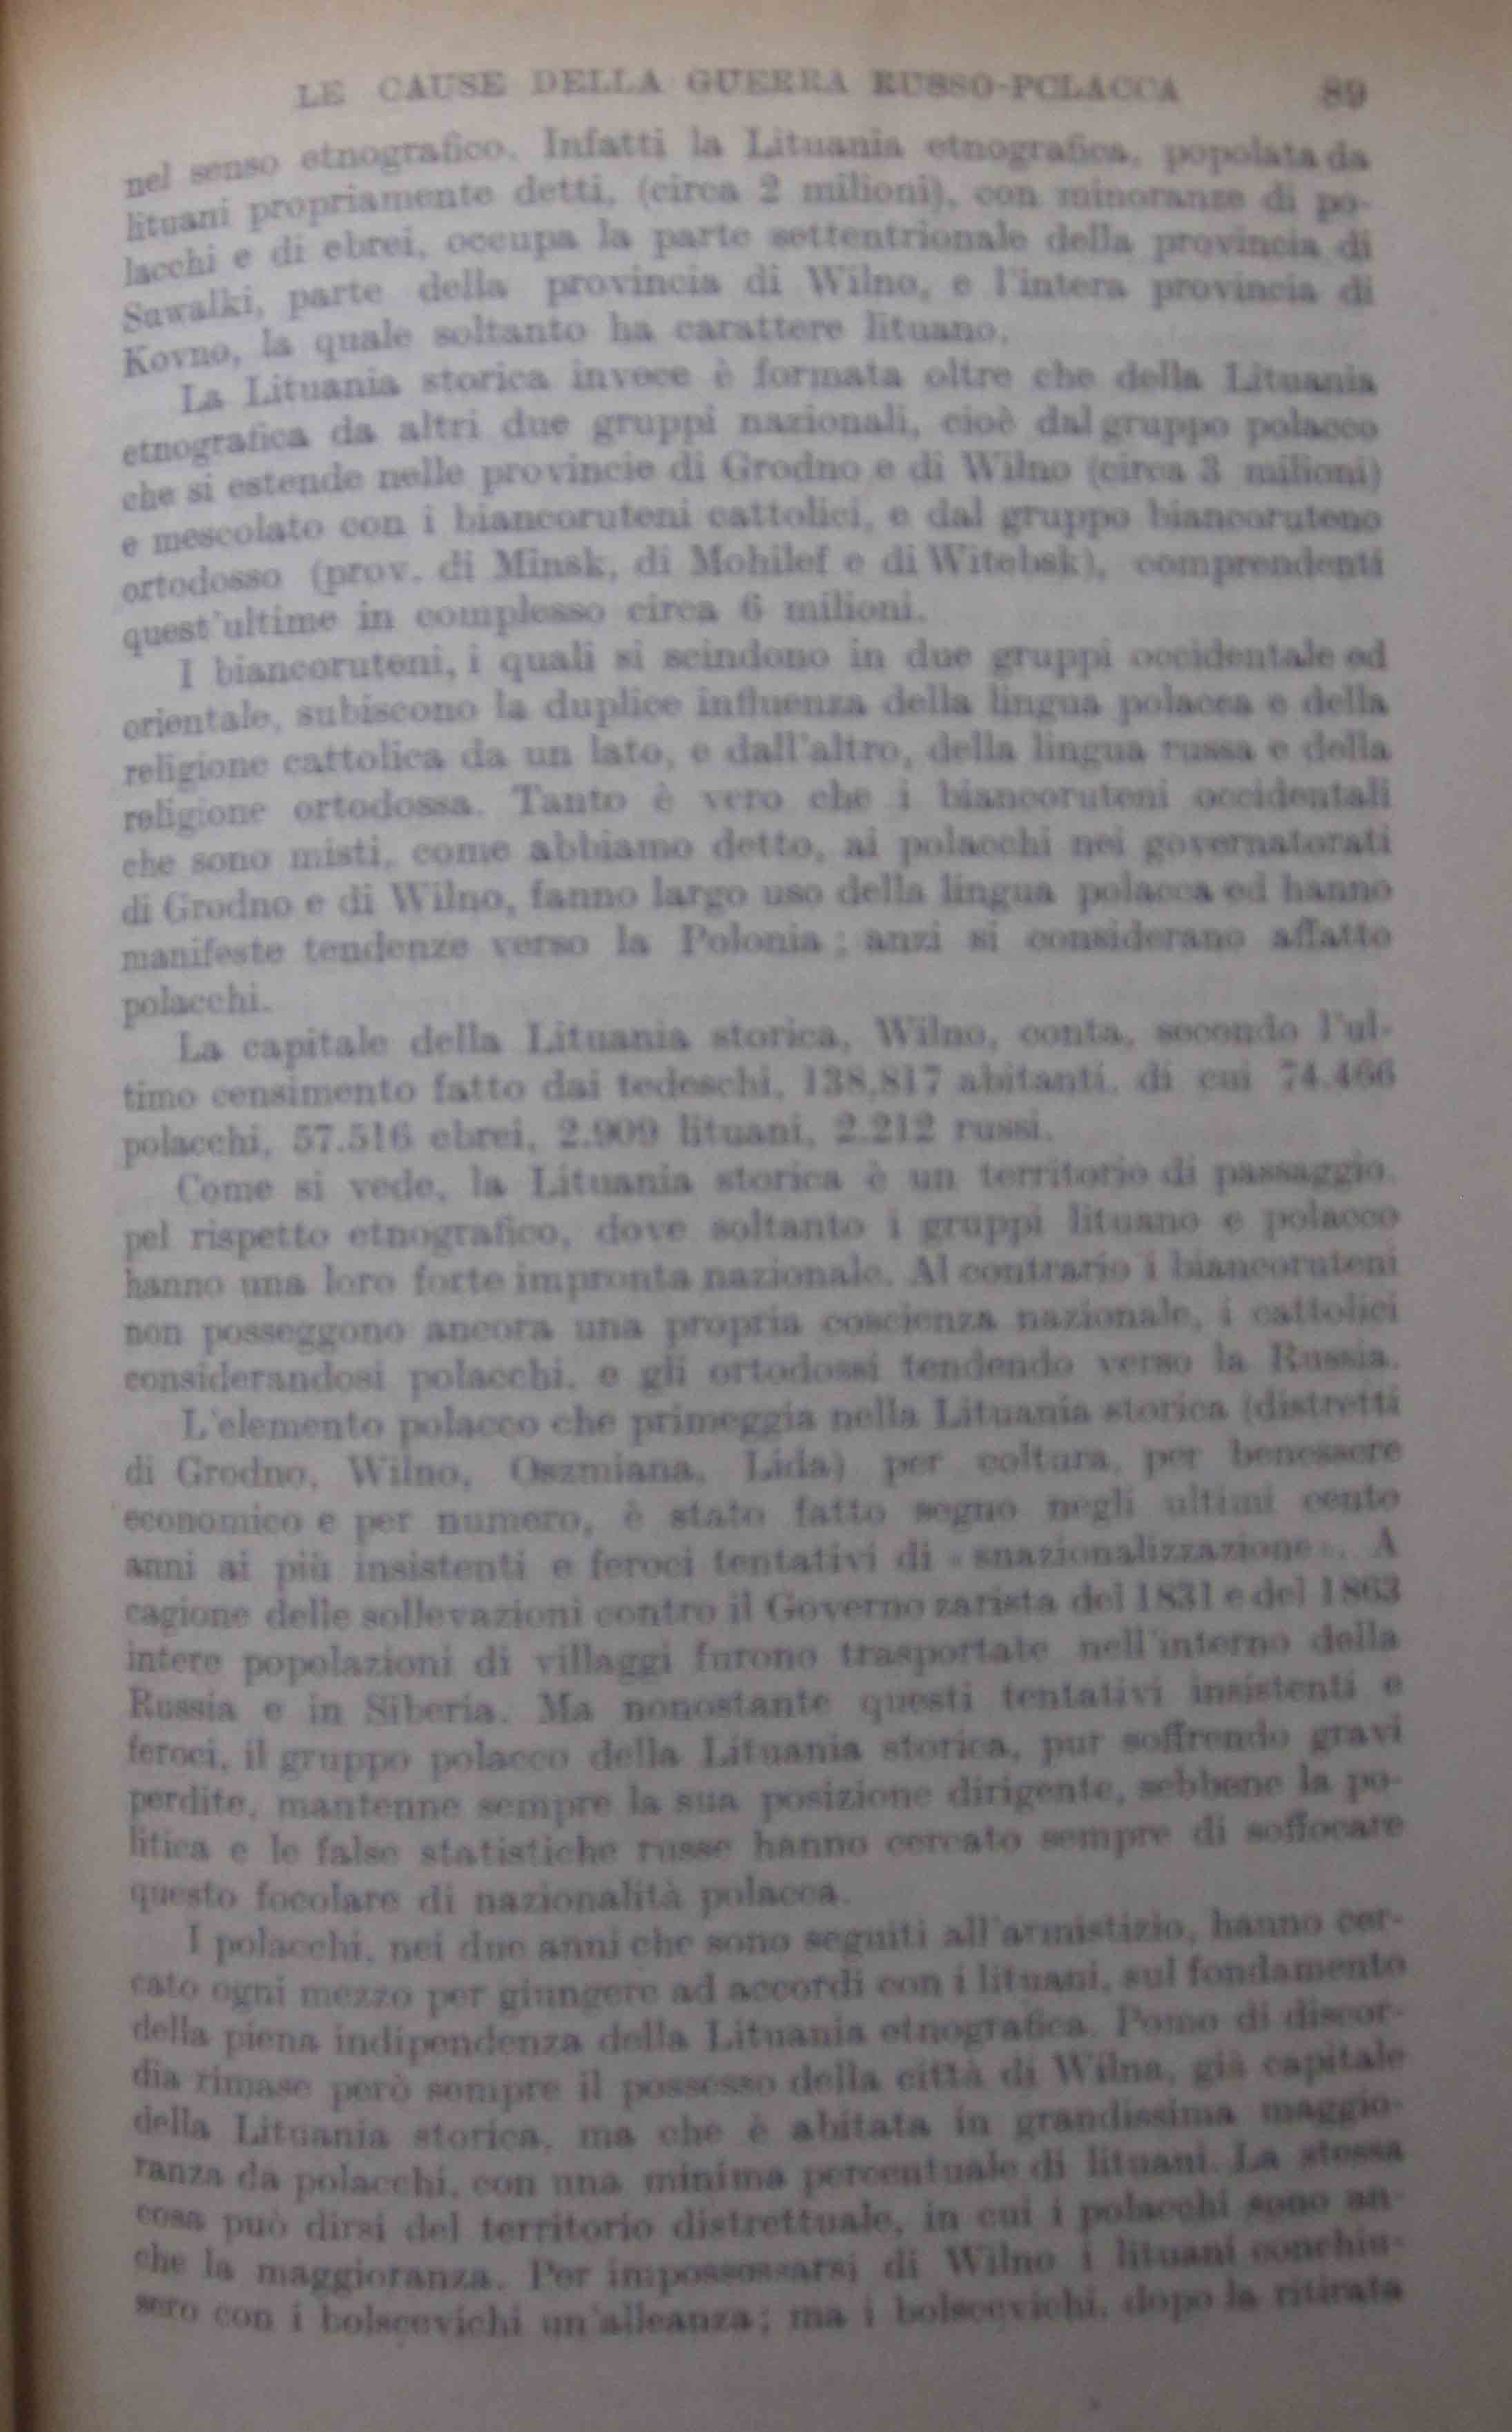 LE CAUSE DELLA GUERRA RUSSO-POLACCA 89
nel senso etnografico. Infatti la Lituania etnografica, popolata da
lituani propriamente detti, (circa 2 milioni), con minoranze di po-
lacchi e di ebrei, occupa la parte settentrionale della provincia di
Suwalki, parte della provincia di Wilno, e l'intera provincia di
Kovno, la quale soltanto ha carattere lituano.
La Lituania storica invece è formata oltre che della Lituania
etnografica da altri due gruppi nazionali, cioè dal gruppo polacco
che si estende nelle provincie di Grodno e di Wilno (circa 3 milioni)
e mescolato con i biancoruteni cattolici, e dal gruppo biancoruteno
ortodosso (prov. di Minsk, di Mohilef e di Witebsk), comprendenti
quest'ultime in complesso circa 6 milioni.
I biancoruteni, i quali si scindono in due gruppi occidentale ed
orientale, subiscono la duplice influenza della lingua polacca e della
religione cattolica da un lato, e dall'altro, della lingua russa e della
religione ortodossa. Tanto è vero che i biancoruteni occidentali
che sono misti, come abbiamo detto, ai polacchi nei governatorati
di Grodno e di Wilno, fanno largo uso della lingua polacca ed hanno
manifeste tendenze verso la Polonia ; anzi si considerano affatto
polacchi.
La capitale della Lituania storica, Wilno, conta, secondo l'ul-
timo censimento fatto dai tedeschi, 138,817 abitanti, di cui 74.466
polacchi, 57.516 ebrei, 2.909 lituani, 2.212 russi.
Come si vede, la Lituania storica è un territorio di passaggio.
pel rispetto etnografico, dove soltanto i gruppi lituano e polacco
hanno una loro forte impronta nazionale. Al contrario i biancoruteni
non posseggono ancora una propria coscienza nazionale, i cattolici
considerandosi polacchi, e gli ortodossi tendendo verso la Russia.
L'elemento polacco che primeggia nella Lituania storica (distretti
di Grodno, Wilno, Oszmiana, Lida) per coltura, per benessere
economico e per numero, è stato fatto segno negli ultimi cento
anni ai più insistenti e feroci tentativi di « snazionalizzazione ». A
cagione delle sollevazioni contro il Governo zarista del 1831 e del 1863
intere popolazioni di villaggi furono trasportate nell'interno della
Russia e in Siberia. Ma nonostante questi tentativi insistenti e
feroci, il gruppo polacco della Lituania storica, pur soffrendo gravi
perdite, mantenne sempre la sua posizione dirigente, sebbene la po-
litica e le false statistiche russe hanno cercato sempre di soffocare
questo focolare di nazionalità polacca.
I polacchi, nei due anni che sono seguiti all'armistizio, hanno cer-
cato ogni mezzo per giungere ad accordi con i lituani, sul fondamento
della piena indipendenza della Lituania etnografica. Pomo di discor-
dia rimase però sempre il possesso della città di Wilna, già capitale
della Lituania storica, ma che è abitata in grandissima maggio-
ranza da polacchi, con una minima percentuale di lituani. La stessa
cosa può dirsi del territorio distrettuale, in cui i polacchi sono an-
che la maggioranza. Per impossessarsi di Wilno i lituani conchiu-
sero con i bolscevichi un'alleanza; ma i bolscevichi, dopo la ritirata